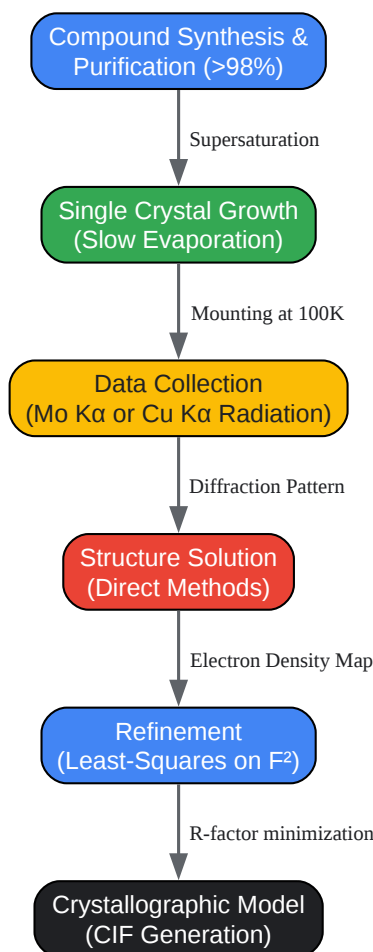 Compound Synthesis &
Purification (>98%)
Supersaturation
Single Crystal Growth
(Slow Evaporation)
Mounting at 100K
Data Collection
(Mo Kα or Cu Kα Radiation)
Diffraction Pattern
Structure Solution
(Direct Methods)
Electron Density Map
Refinement
(Least-Squares on F²)
R-factor minimization
Crystallographic Model
(CIF Generation)